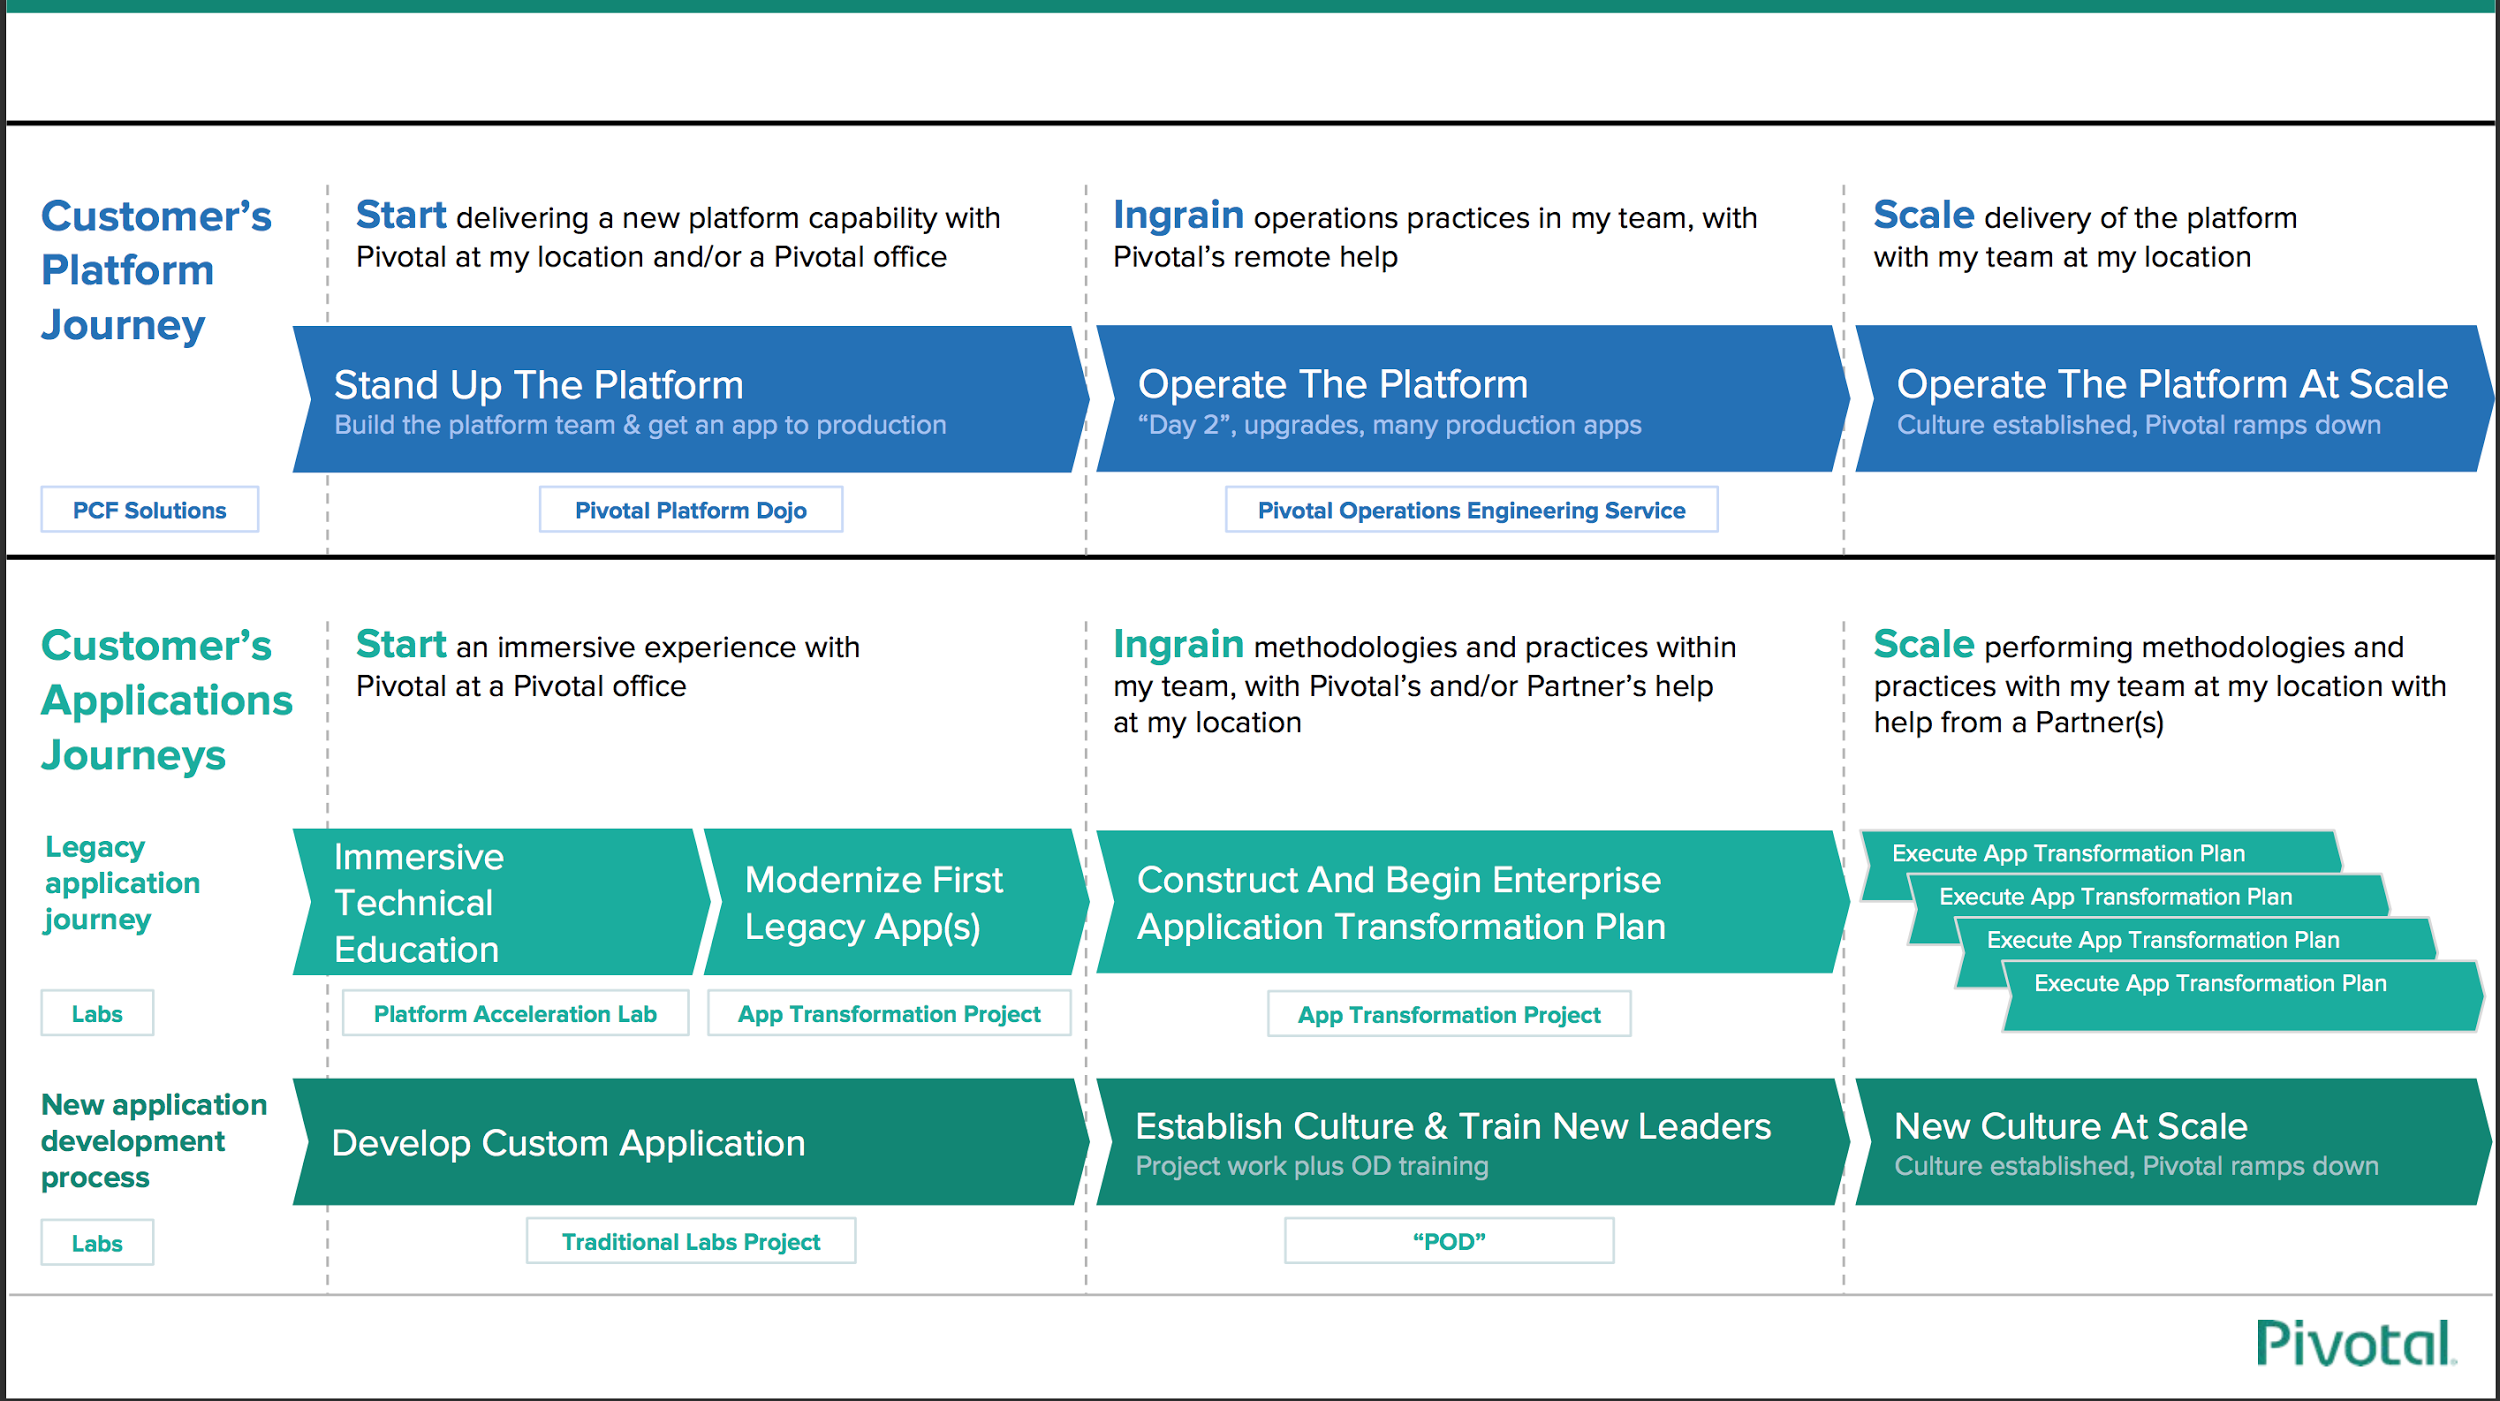 Customer’s
Platform
Journey
Start delivering a new platform capability with
Pivotal at my location and/or a Pivotal office
Ingrain operations practices in my team, with
Pivotal’s remote help
Scale delivery of the platform
with my team at my location
Stand Up The Platform
Build the platform team & get an app to production
Operate The Platform
“Day 2”, upgrades, many production apps
Operate The Platform At Scale
Culture established, Pivotal ramps down
PCF Solutions
Pivotal Platform Dojo
Pivotal Operations Engineering Service
Customer’s
Applications
Journeys
Start an immersive experience with
Pivotal at a Pivotal office
Ingrain methodologies and practices within
my team, with Pivotal’s and/or Partner’s help
at my location
Scale performing methodologies and
practices with my team at my location with
help from a Partner(s)
Legacy
application
journey
Immersive
Technical
Education
Modernize First
Legacy App(s)
Construct And Begin Enterprise
Application Transformation Plan
Execute App Transformation Plan
Execute App Transformation Plan
Execute App Transformation Plan
Execute App Transformation Plan
Labs
Platform Acceleration Lab
App Transformation Project
App Transformation Project
New application
development
process
Develop Custom Application
Establish Culture & Train New Leaders
Project work plus OD training
New Culture At Scale
Culture established, Pivotal ramps down
Labs
Traditional Labs Project
“POD”
Pivotal